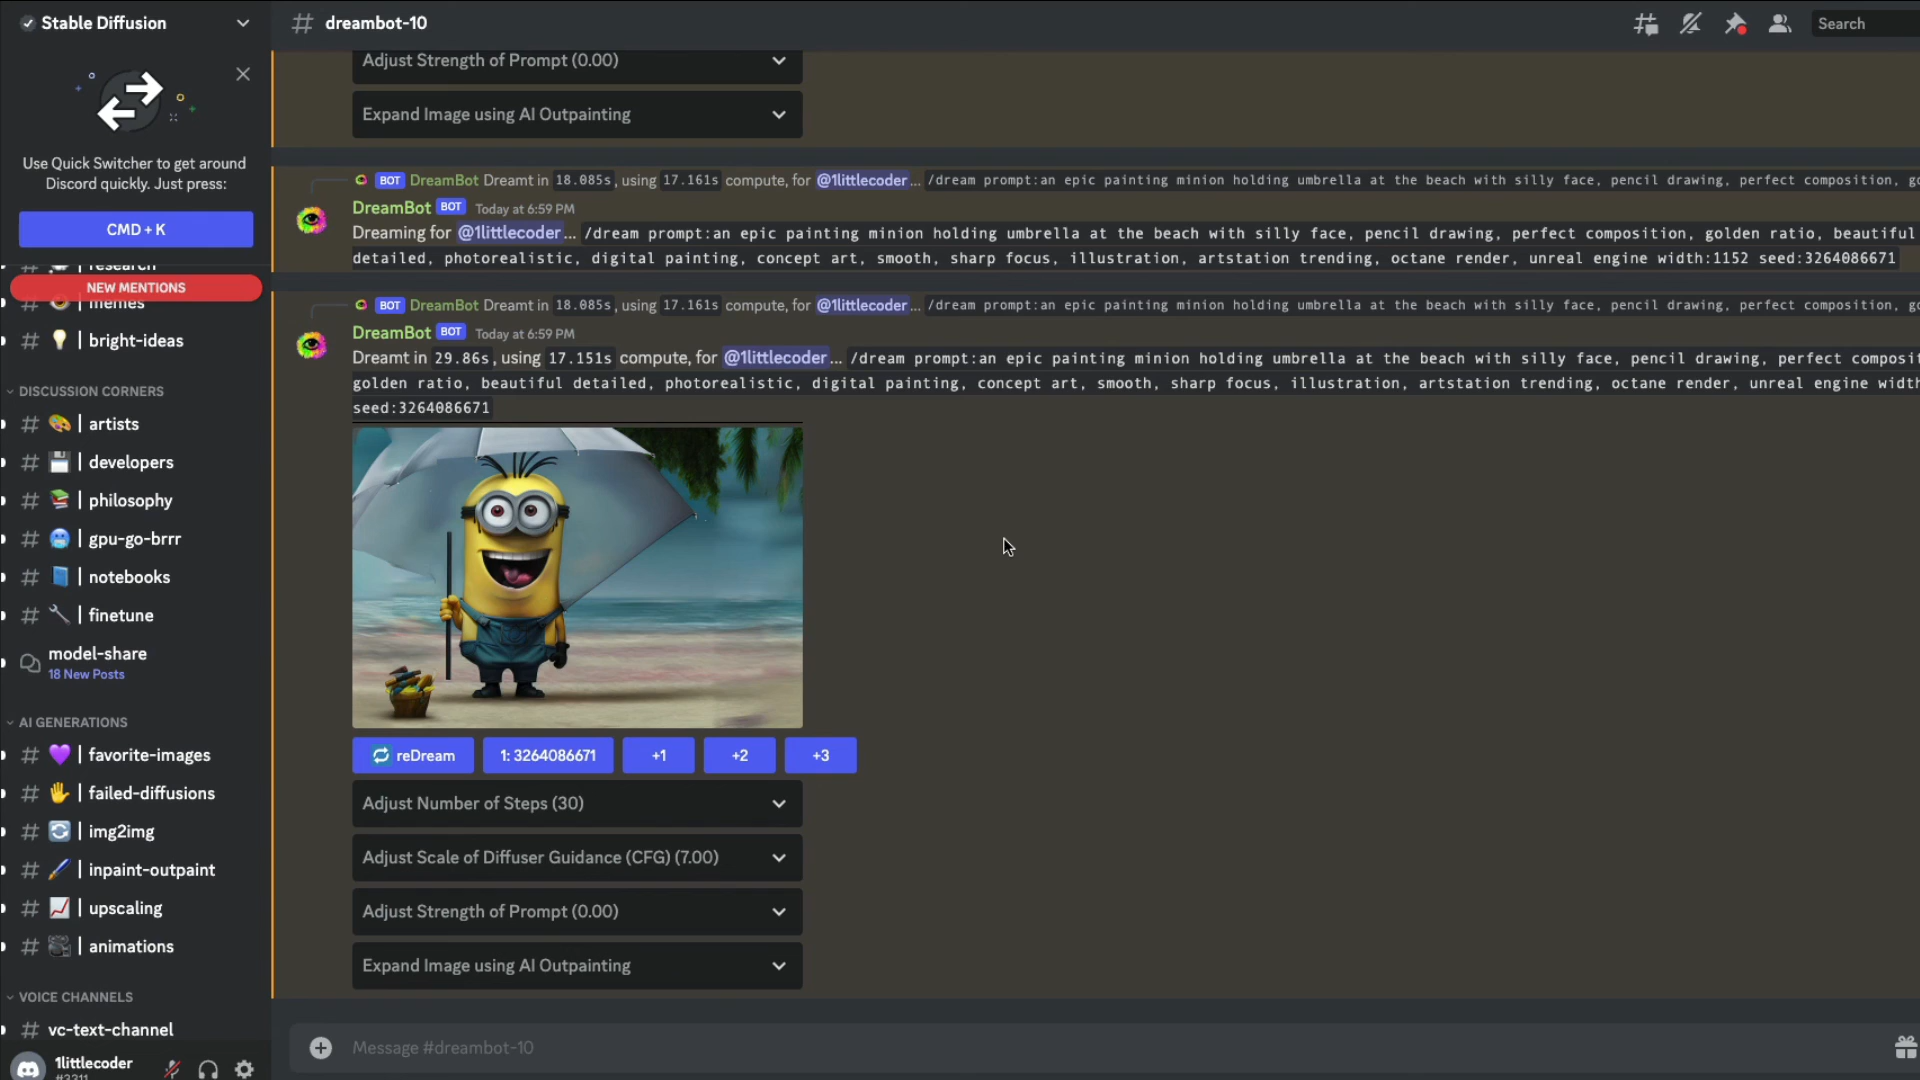 Stable Diffusion
Use Quick Switcher to get around
Discord quickly. Just press:
CMD + K
research
NEW MENTIONS
memes
# | bright-ideas
DISCUSSION CORNERS
# | artists
# | developers
# | philosophy
# | gpu-go-brrr
# | notebooks
# | finetune
model-share
18 New Posts
AI GENERATIONS
# | favorite-images
# | failed-diffusions
# | img2img
# | inpaint-outpaint
# | upscaling
# | animations
VOICE CHANNELS
# vc-text-channel
1littlecoder
#3311
# dreambot-10
Search
Adjust Strength of Prompt (0.00)
Expand Image using AI Outpainting
BOT DreamBot Dreamt in 18.085s, using 17.161s compute, for @1littlecoder... /dream prompt:an epic painting minion holding umbrella at the beach with silly face, pencil drawing, perfect composition, go
DreamBot BOT Today at 6:59 PM
Dreaming for @1littlecoder... /dream prompt:an epic painting minion holding umbrella at the beach with silly face, pencil drawing, perfect composition, golden ratio, beautiful
detailed, photorealistic, digital painting, concept art, smooth, sharp focus, illustration, artstation trending, octane render, unreal engine width:1152 seed:3264086671
BOT DreamBot Dreamt in 18.085s, using 17.161s compute, for @1littlecoder... /dream prompt:an epic painting minion holding umbrella at the beach with silly face, pencil drawing, perfect composition, go
DreamBot BOT Today at 6:59 PM
Dreamt in 29.86s, using 17.151s compute, for @1littlecoder... /dream prompt:an epic painting minion holding umbrella at the beach with silly face, pencil drawing, perfect composit
golden ratio, beautiful detailed, photorealistic, digital painting, concept art, smooth, sharp focus, illustration, artstation trending, octane render, unreal engine width
seed:3264086671
reDream 1: 3264086671 +1 +2 +3
Adjust Number of Steps (30)
Adjust Scale of Diffuser Guidance (CFG) (7.00)
Adjust Strength of Prompt (0.00)
Expand Image using AI Outpainting
Message #dreambot-10